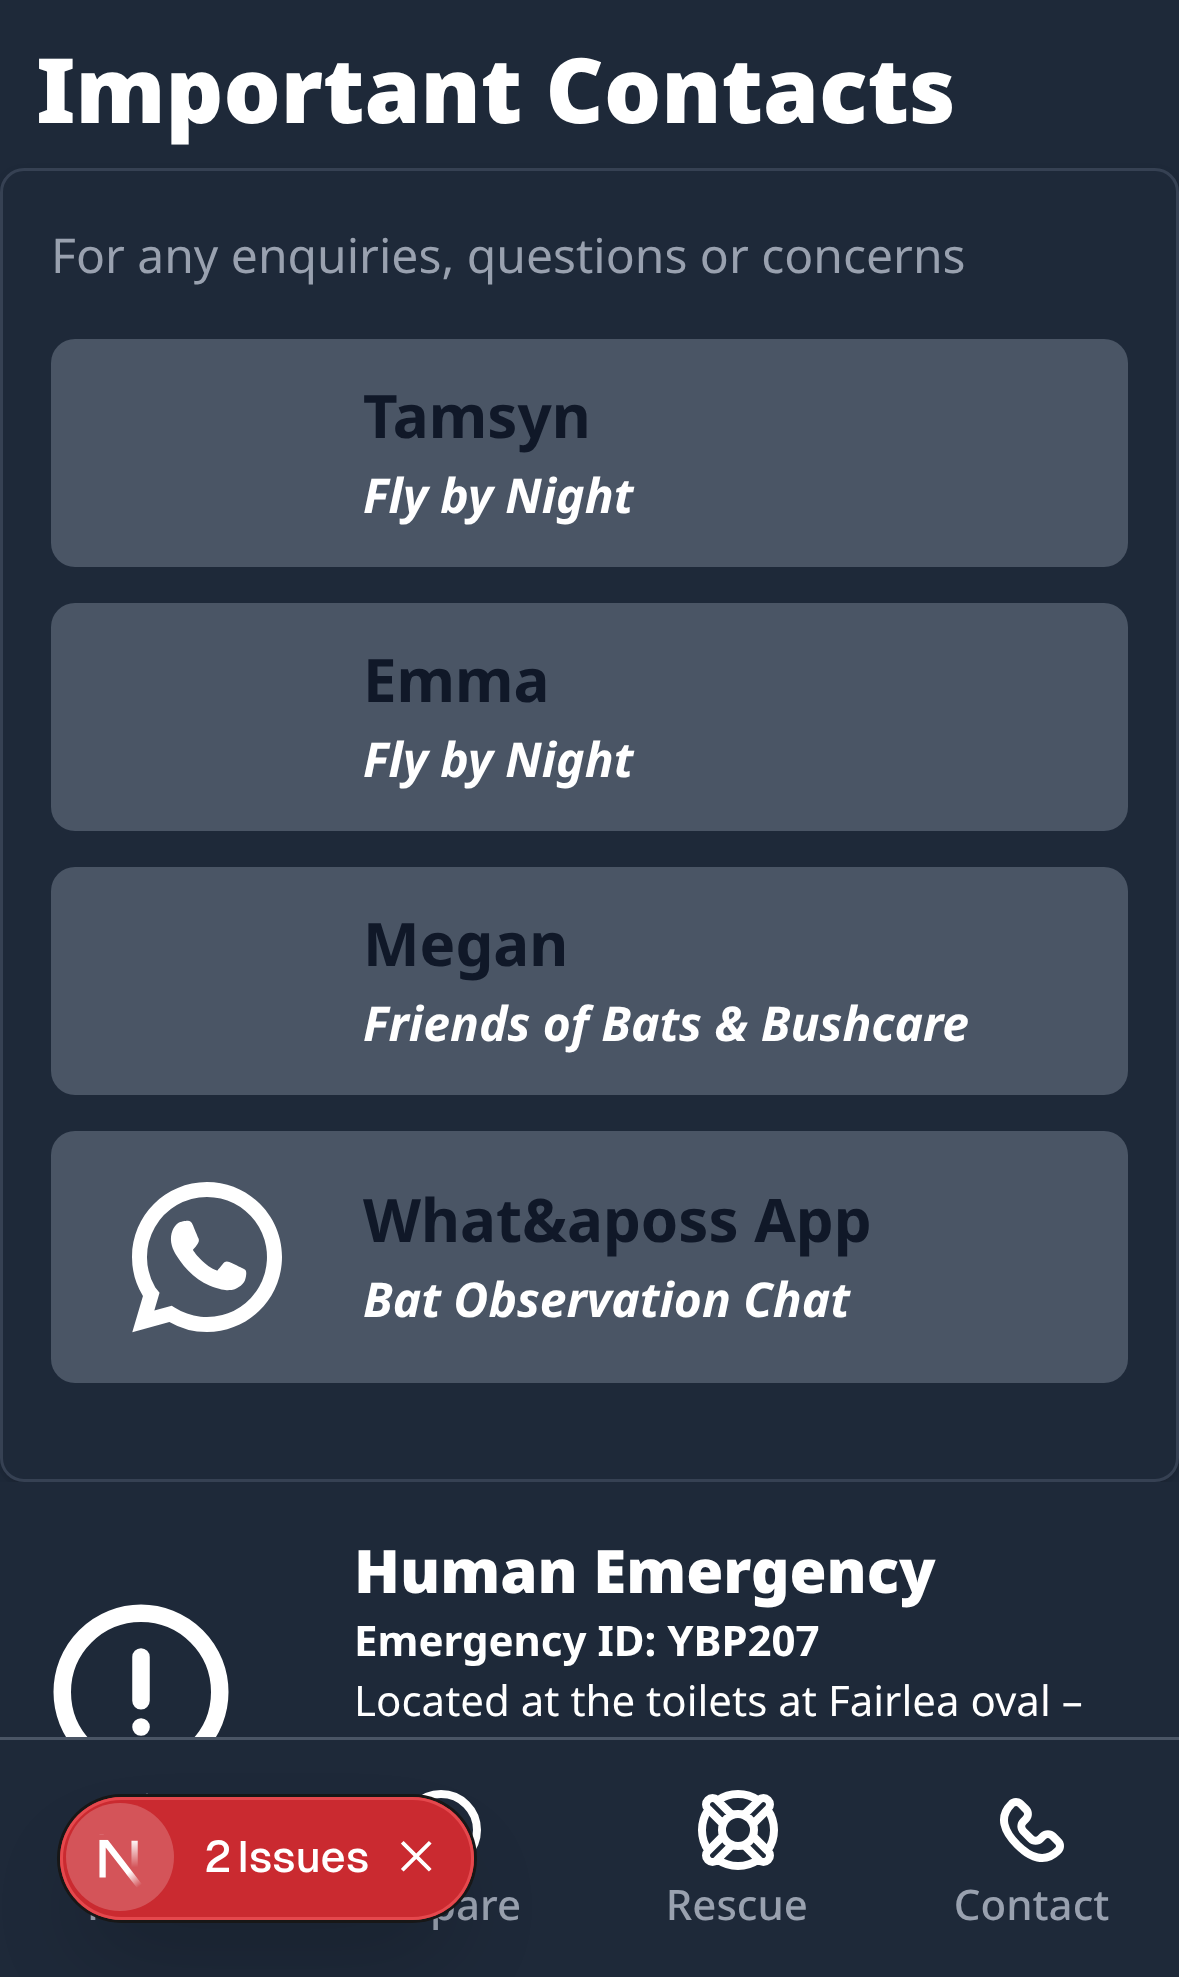 Important Contacts
For any enquiries, questions or concerns
Tamsyn
Fly by Night
Emma
Fly by Night
Megan
Friends of Bats & Bushcare
What&aposs App
Bat Observation Chat
Human Emergency
Emergency ID: YBP207
Located at the toilets at Fairlea oval –
N
2 Issues
pare
Rescue
Contact